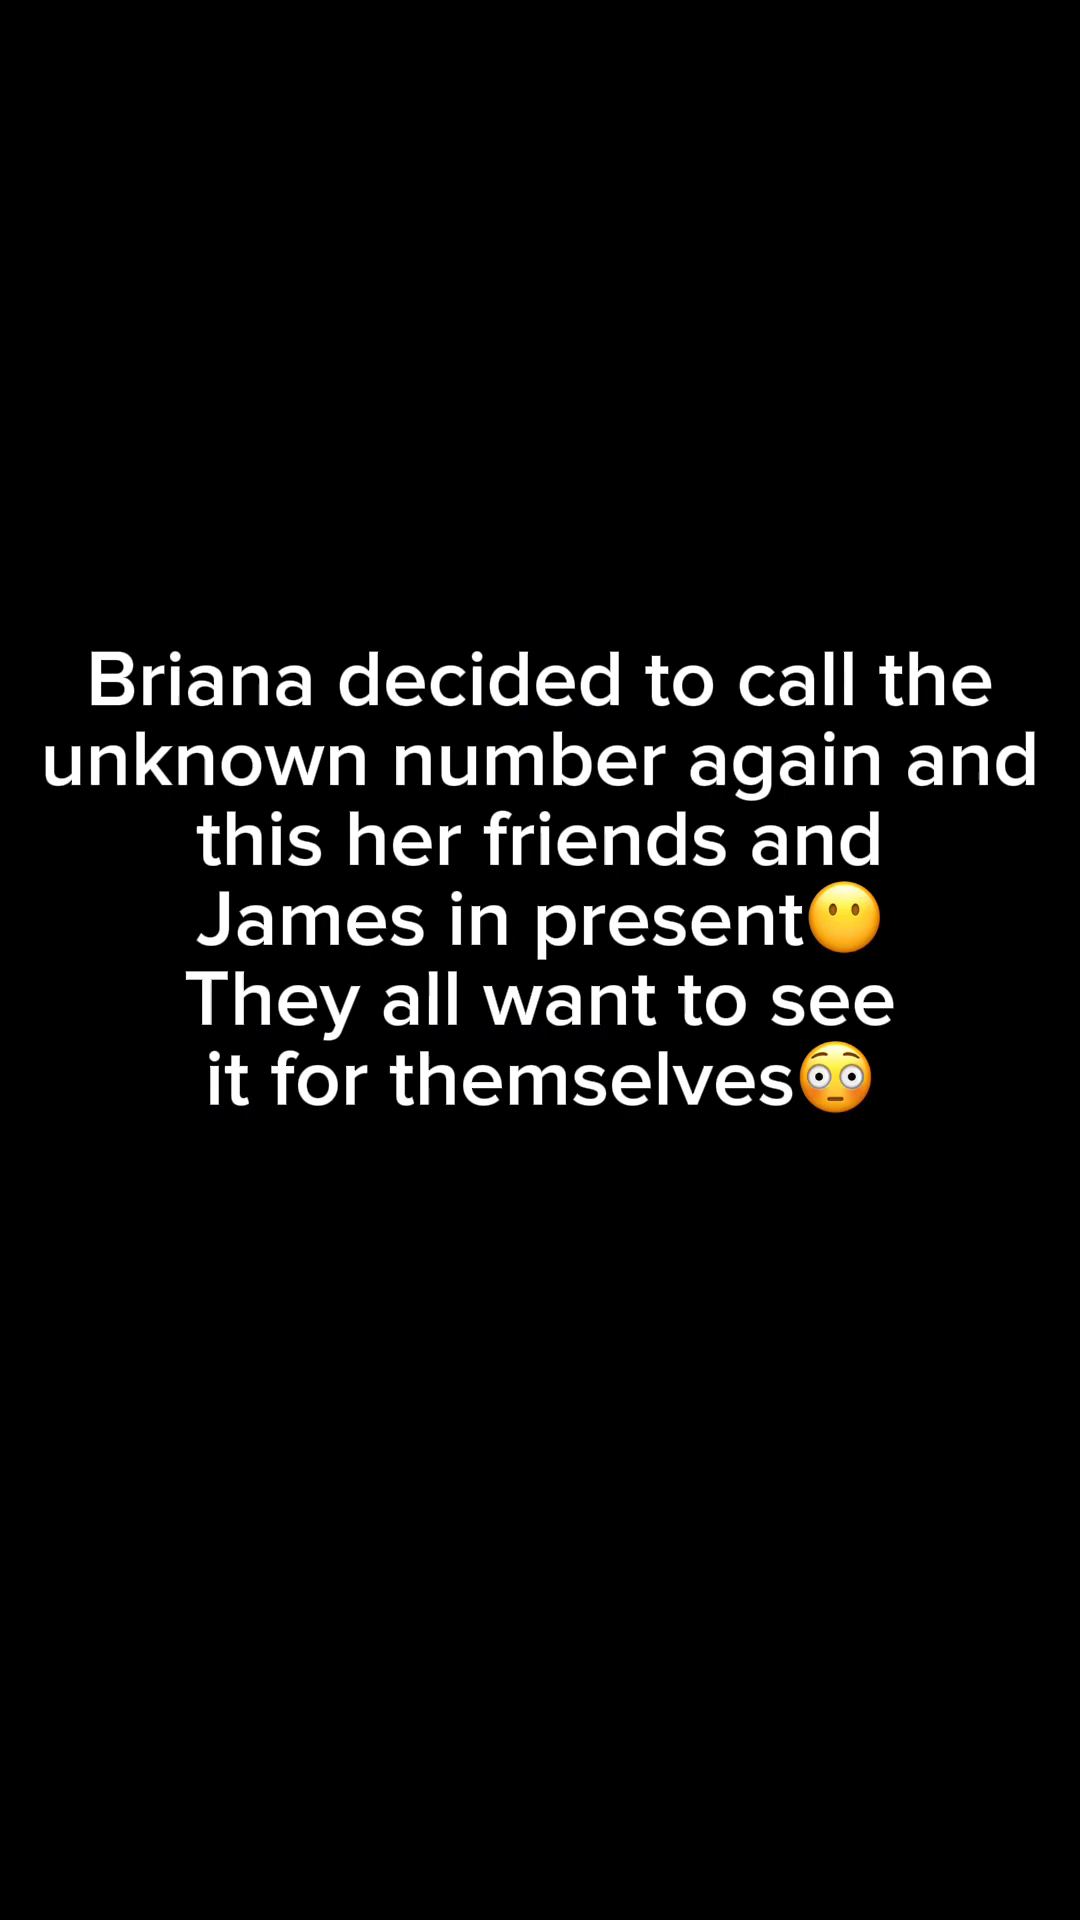 Briana decided to call the
unknown number again and
this her friends and
James in present😶
They all want to see
it for themselves😳